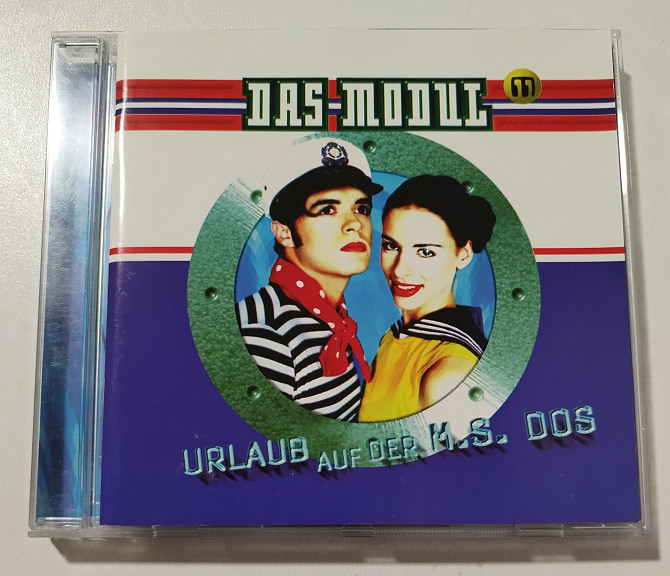 DAS MODUL
URLAUB AUF DER M.S. DOS